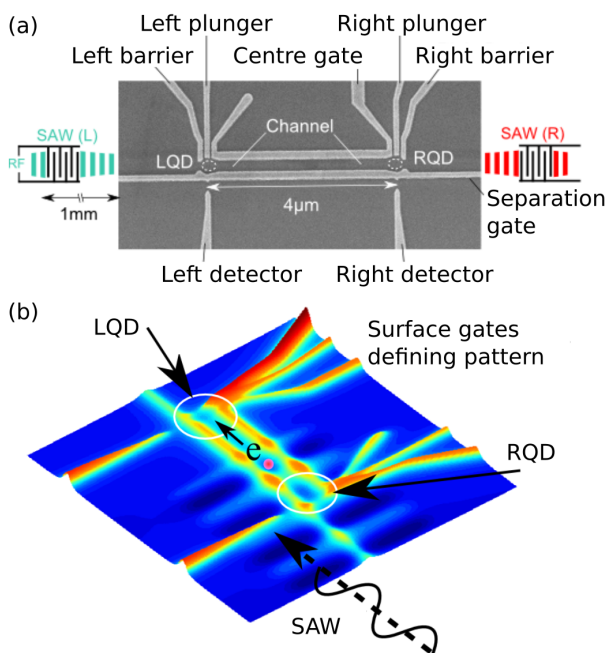 (a)
Left plunger
Right plunger
Left barrier
Centre gate
Right barrier
SAW (L)
Channel
SAW (R)
RF
LQD
RQD
1mm
4µm
Separation
gate
Left detector
Right detector
(b)
LQD
Surface gates
defining pattern
RQD
e
SAW